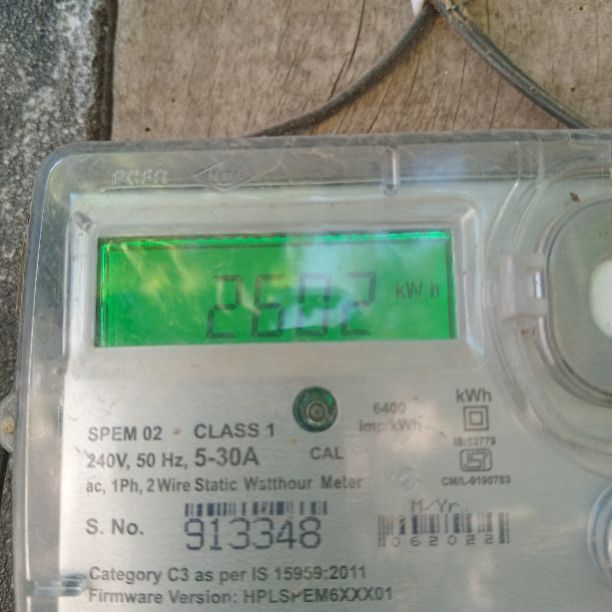 2682 kWh
6400
imp/kWh
kWh
SPEM 02 - CLASS 1
CAL
IS:13779
240V, 50 Hz, 5-30A
CM/L-9190783
ac, 1Ph, 2 Wire Static Watthour Meter
M/Yr.
S. No. 913348
062022
Category C3 as per IS 15959:2011
Firmware Version: HPLSPEM6XXX01